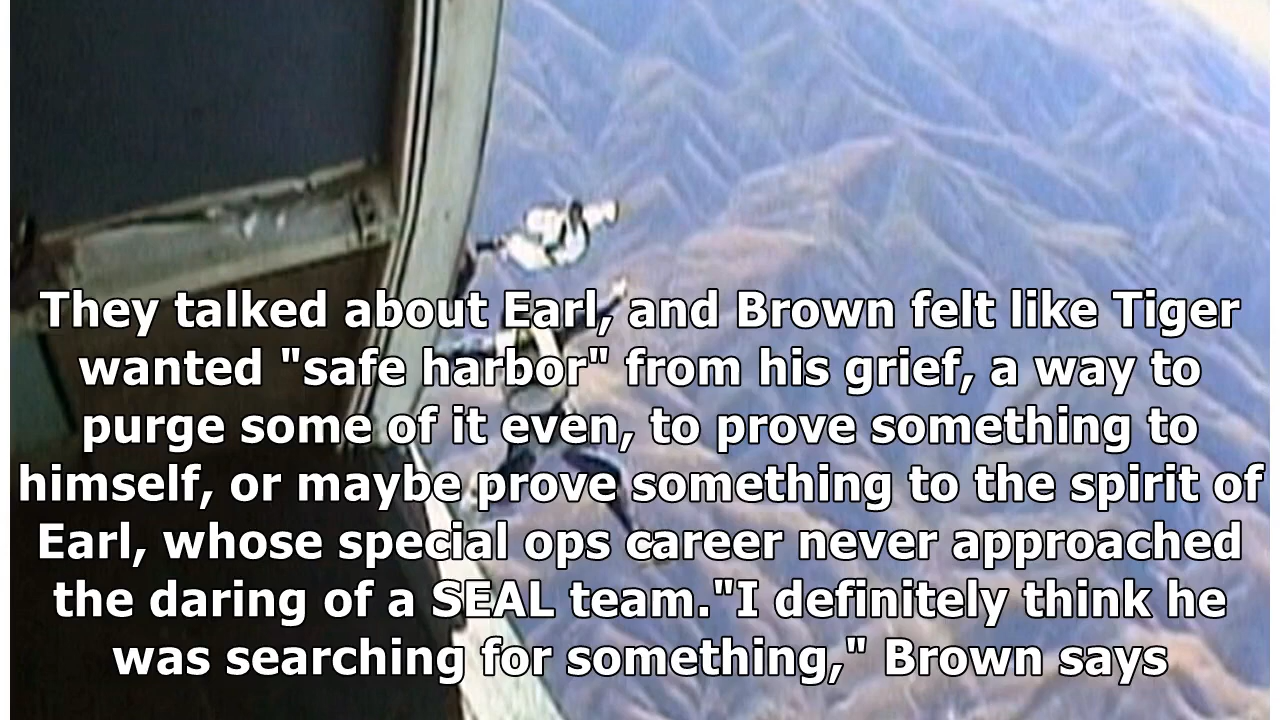 They talked about Earl, and Brown felt like Tiger
wanted "safe harbor" from his grief, a way to
purge some of it even, to prove something to
himself, or maybe prove something to the spirit of
Earl, whose special ops career never approached
the daring of a SEAL team."I definitely think he
was searching for something," Brown says